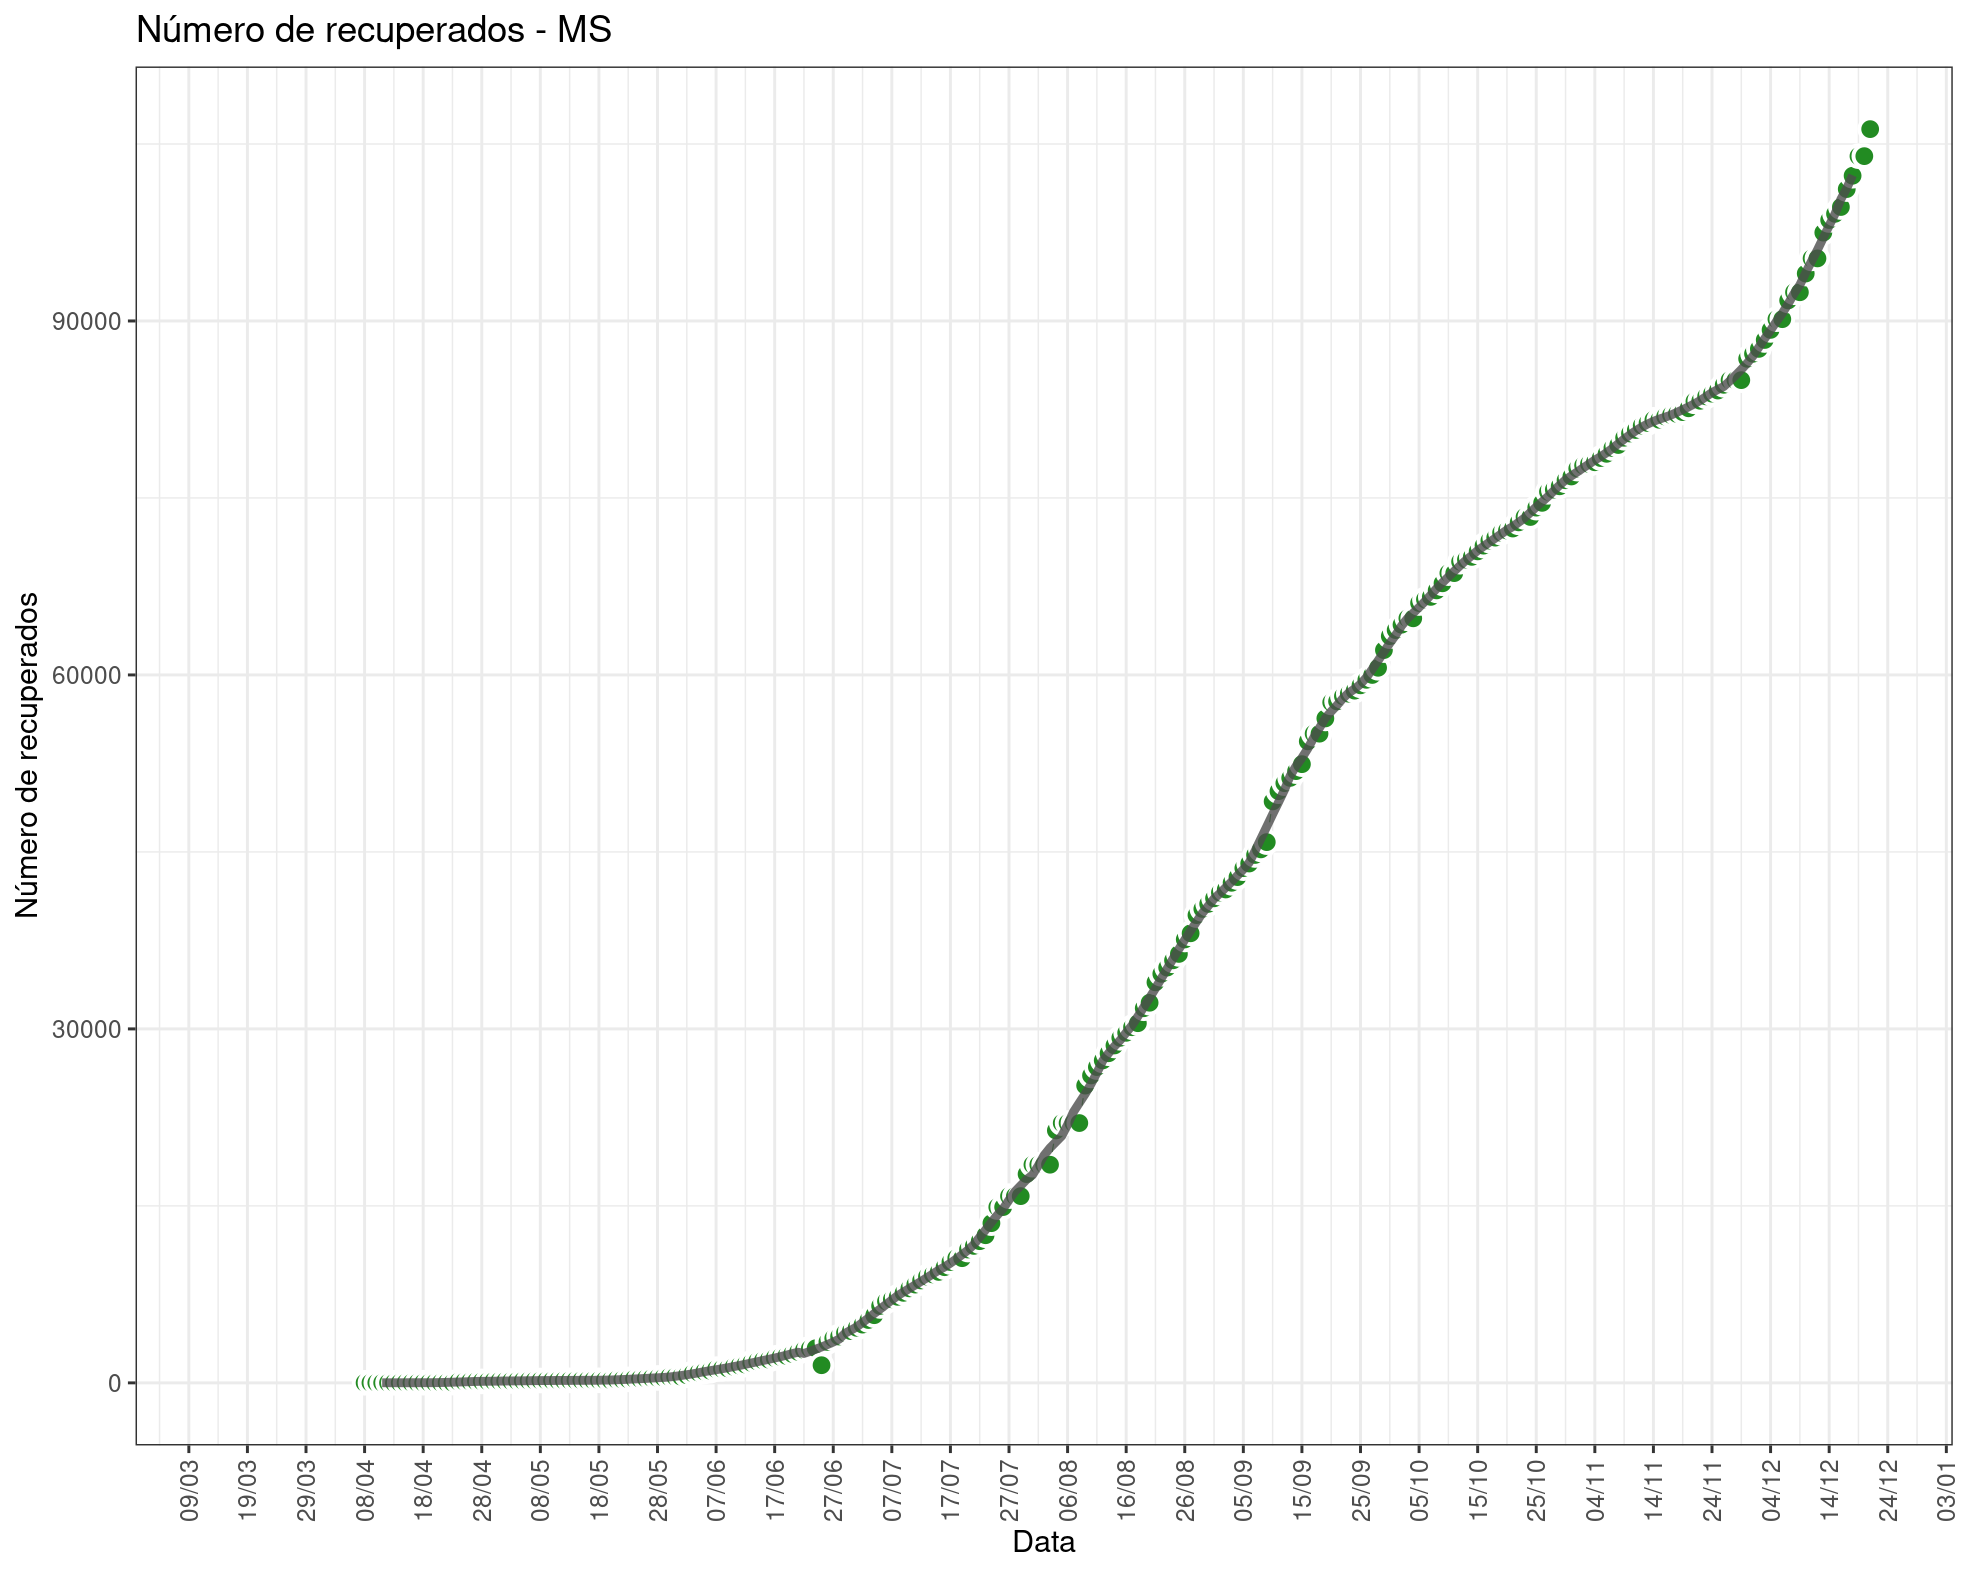 Número de recuperados - MS
Número de recuperados
90000
60000
30000
0
09/03 19/03 29/03 08/04 18/04 28/04 08/05 18/05 28/05 07/06 17/06 27/06 07/07 17/07 27/07 06/08 16/08 26/08 05/09 15/09 25/09 05/10 15/10 25/10 04/11 14/11 24/11 04/12 14/12 24/12 03/01
Data